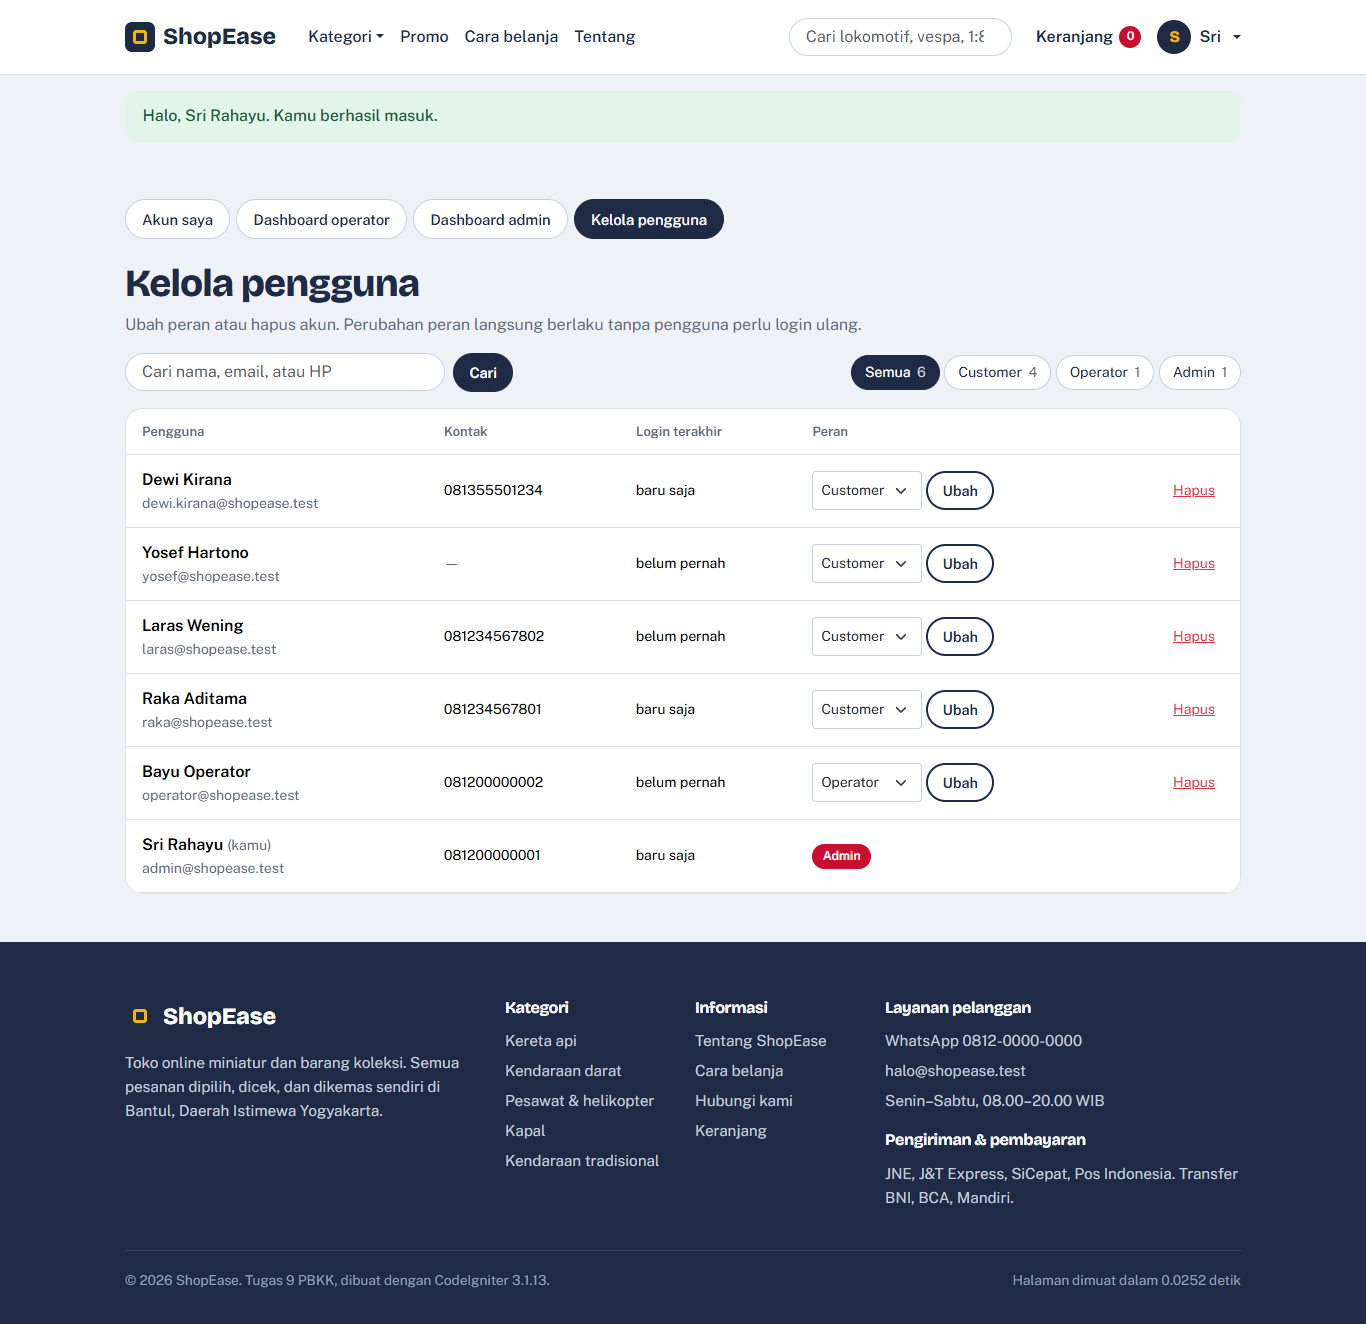 ShopEase
Kategori
Promo
Cara belanja
Tentang
Cari lokomotif, vespa, 1:8
Keranjang 0
S Sri
Halo, Sri Rahayu. Kamu berhasil masuk.
Akun saya
Dashboard operator
Dashboard admin
Kelola pengguna
Kelola pengguna
Ubah peran atau hapus akun. Perubahan peran langsung berlaku tanpa pengguna perlu login ulang.
Cari nama, email, atau HP
Cari
Semua 6
Customer 4
Operator 1
Admin 1
Pengguna Kontak Login terakhir Peran
Dewi Kirana
dewi.kirana@shopease.test
081355501234
baru saja
Customer
Ubah
Hapus
Yosef Hartono
yosef@shopease.test
—
belum pernah
Customer
Ubah
Hapus
Laras Wening
laras@shopease.test
081234567802
belum pernah
Customer
Ubah
Hapus
Raka Aditama
raka@shopease.test
081234567801
baru saja
Customer
Ubah
Hapus
Bayu Operator
operator@shopease.test
081200000002
belum pernah
Operator
Ubah
Hapus
Sri Rahayu (kamu)
admin@shopease.test
081200000001
baru saja
Admin
ShopEase
Toko online miniatur dan barang koleksi. Semua
pesanan dipilih, dicek, dan dikemas sendiri di
Bantul, Daerah Istimewa Yogyakarta.
Kategori
Kereta api
Kendaraan darat
Pesawat & helikopter
Kapal
Kendaraan tradisional
Informasi
Tentang ShopEase
Cara belanja
Hubungi kami
Keranjang
Layanan pelanggan
WhatsApp 0812-0000-0000
halo@shopease.test
Senin–Sabtu, 08.00–20.00 WIB
Pengiriman & pembayaran
JNE, J&T Express, SiCepat, Pos Indonesia. Transfer
BNI, BCA, Mandiri.
© 2026 ShopEase. Tugas 9 PBKK, dibuat dengan CodeIgniter 3.1.13.
Halaman dimuat dalam 0.0252 detik